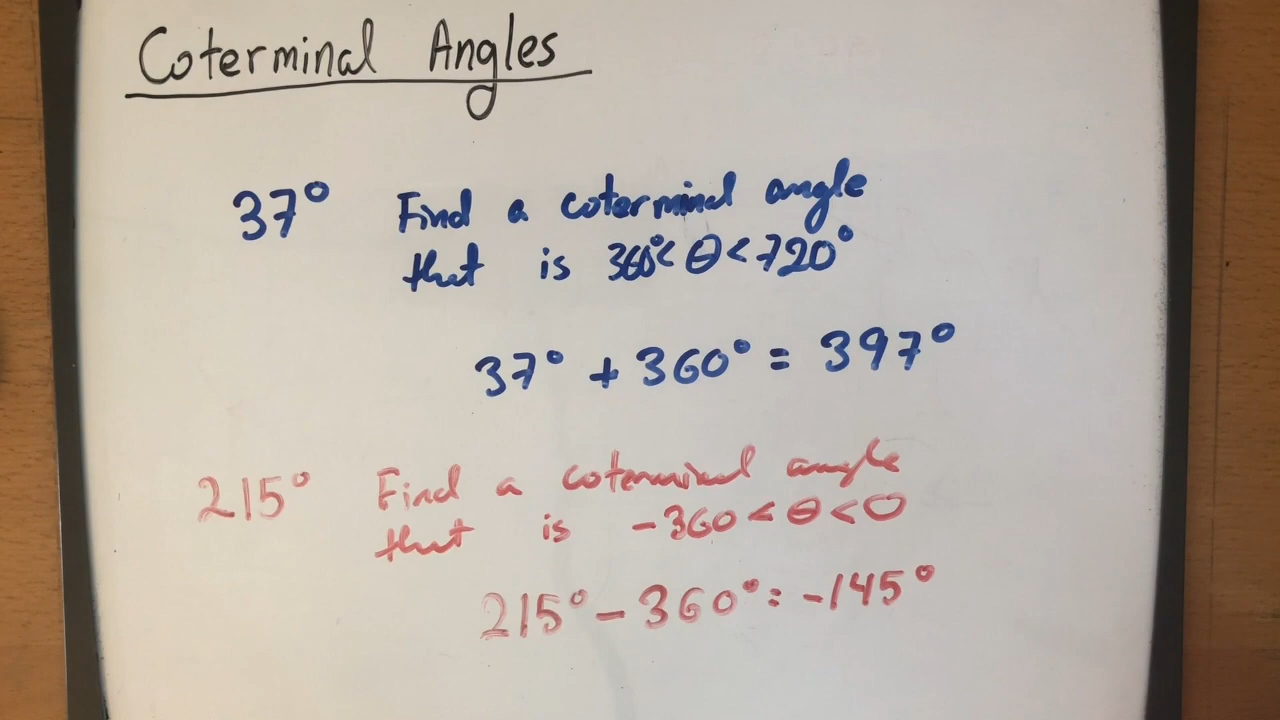 Coterminal Angles
37° Find a coterminal angle
that is 360°< θ < 720°
37° + 360° = 397°
215° Find a coterminal angle
that is -360 < θ < 0
215° - 360° = -145°